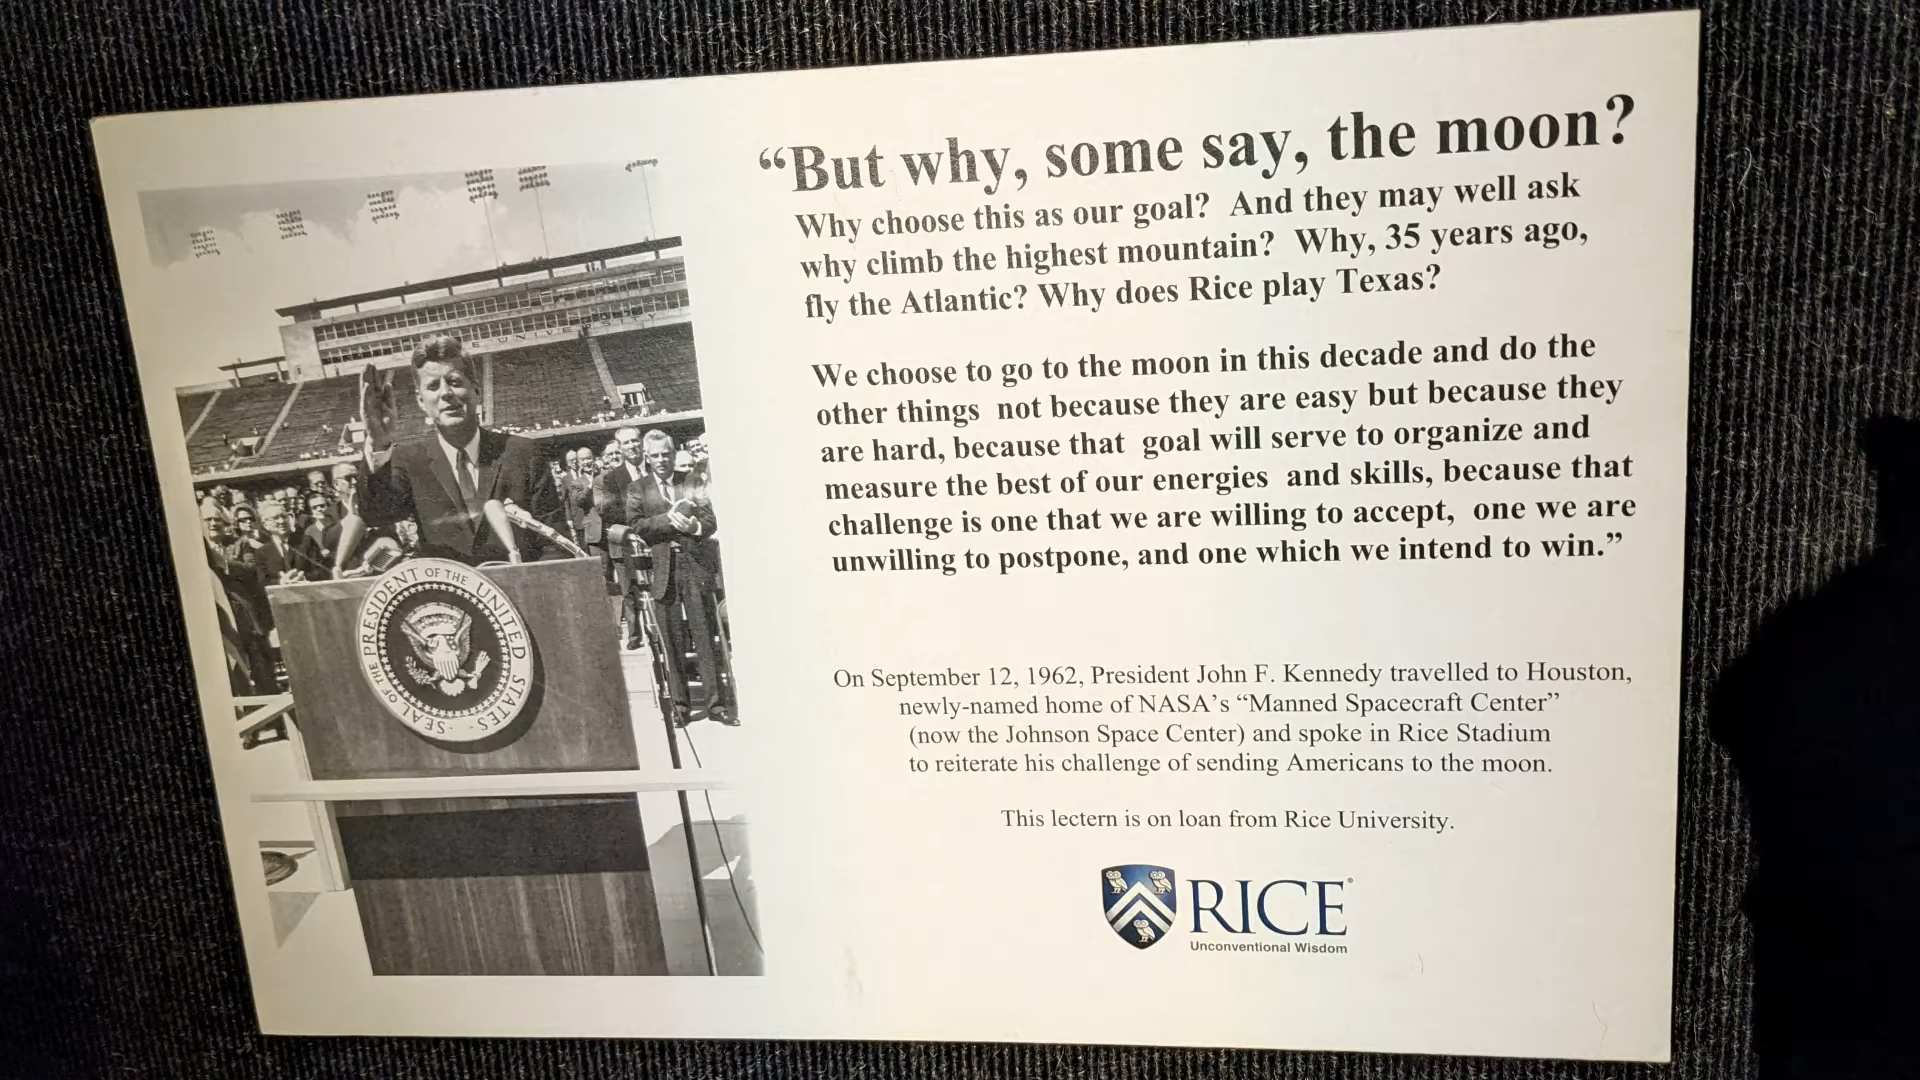 “But why, some say, the moon?
Why choose this as our goal? And they may well ask
why climb the highest mountain? Why, 35 years ago,
fly the Atlantic? Why does Rice play Texas?
We choose to go to the moon in this decade and do the
other things not because they are easy but because they
are hard, because that goal will serve to organize and
measure the best of our energies and skills, because that
challenge is one that we are willing to accept, one we are
unwilling to postpone, and one which we intend to win.”
On September 12, 1962, President John F. Kennedy travelled to Houston,
newly-named home of NASA’s “Manned Spacecraft Center”
(now the Johnson Space Center) and spoke in Rice Stadium
to reiterate his challenge of sending Americans to the moon.
This lectern is on loan from Rice University.
RICE®
Unconventional Wisdom
E UNIVERSITY
SEAL OF THE PRESIDENT OF THE UNITED STATES